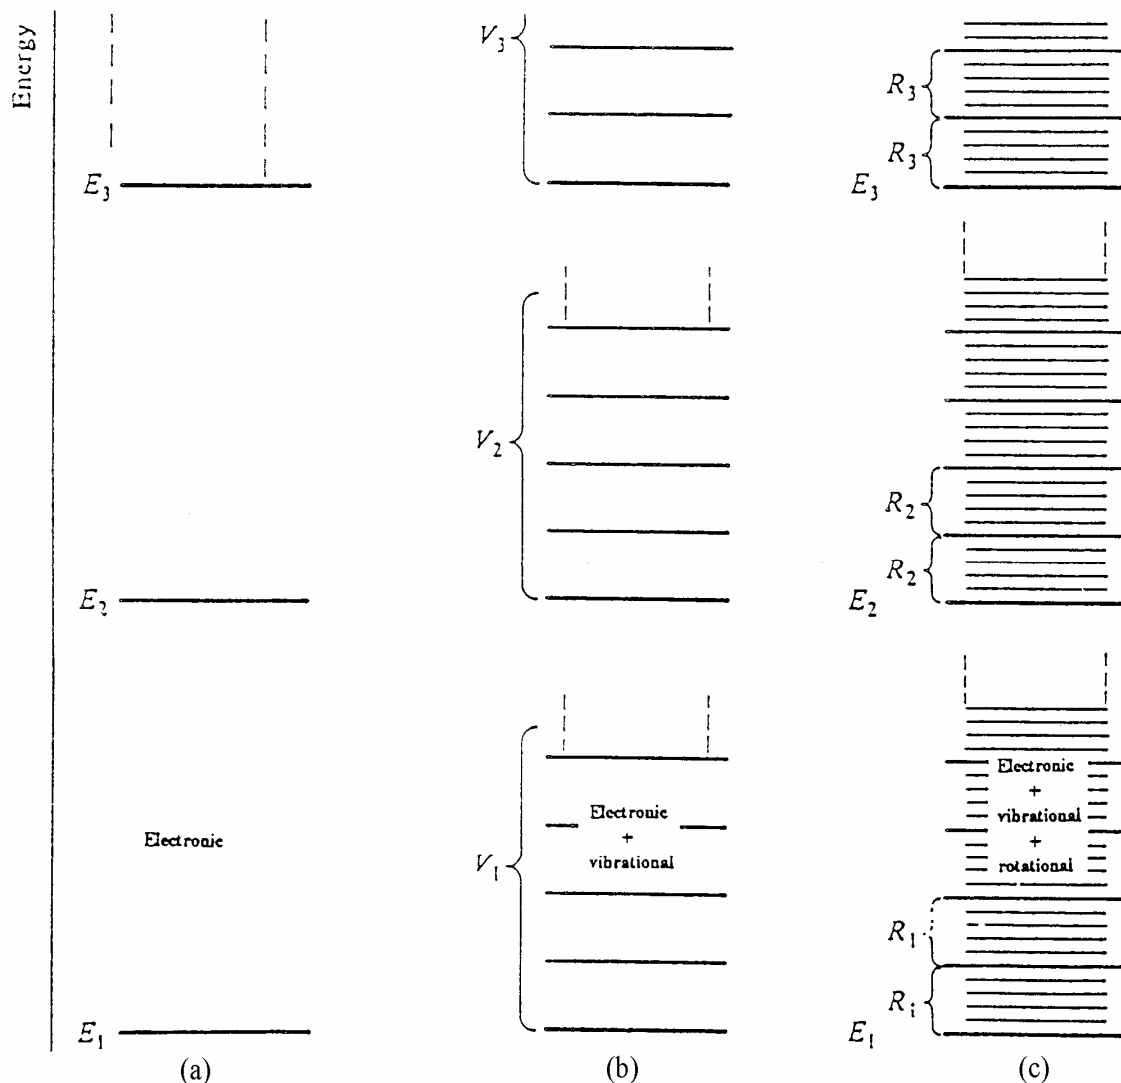 Energy
E3
E2
Electronic
E1
(a)
V3
V2
V1
Electronic
+
vibrational
(b)
R3
R3
E3
R2
R2
E2
Electronic
+
vibrational
+
rotational
R1
Ri
E1
(c)